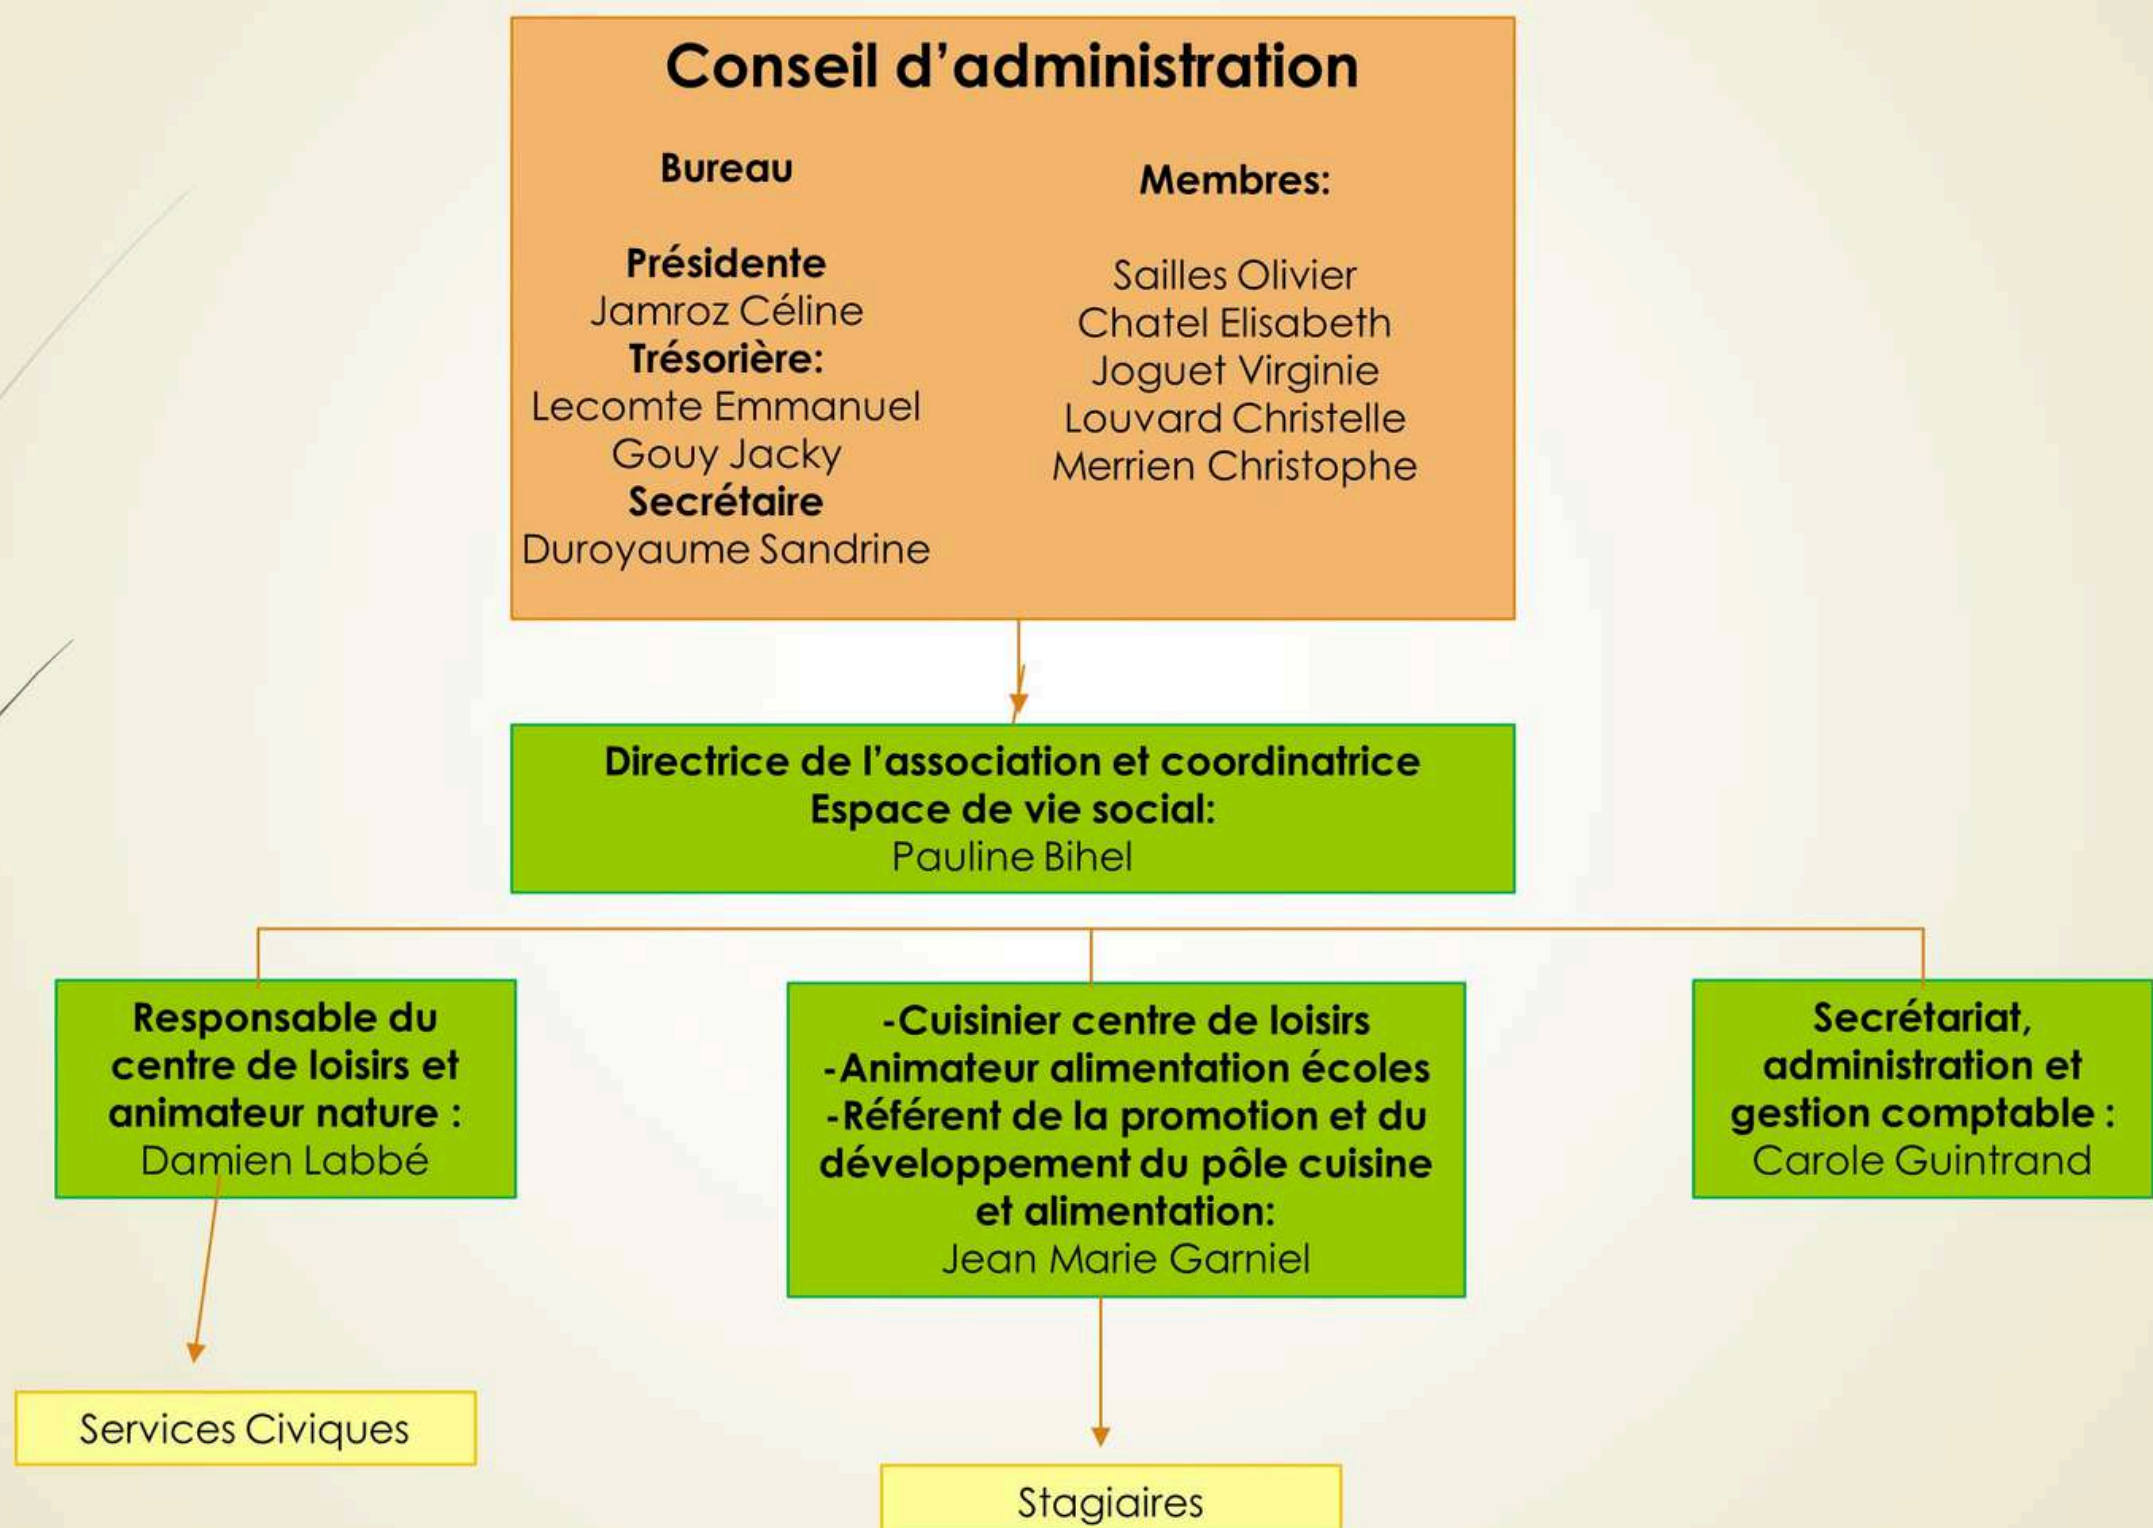 Conseil d'administration
Bureau
Présidente
Jamroz Céline
Trésorière:
Lecomte Emmanuel
Gouy Jacky
Secrétaire
Duroyaume Sandrine
Membres:
Sailles Olivier
Chatel Elisabeth
Joguet Virginie
Louvard Christelle
Merrien Christophe
Directrice de l'association et coordinatrice
Espace de vie social:
Pauline Bihel
Responsable du
centre de loisirs et
animateur nature :
Damien Labbé
-Cuisinier centre de loisirs
-Animateur alimentation écoles
-Référent de la promotion et du
développement du pôle cuisine
et alimentation:
Jean Marie Garniel
Secrétariat,
administration et
gestion comptable :
Carole Guintrand
Services Civiques
Stagiaires